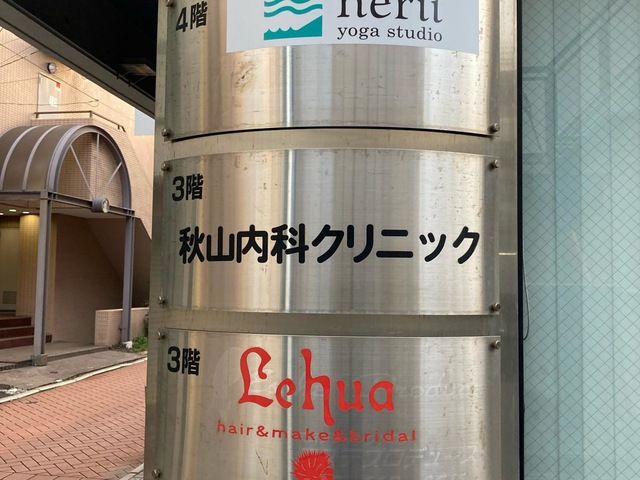 4階
yoga studio
3階
秋山内科クリニック
3階
Lehua
hair&make&bridal